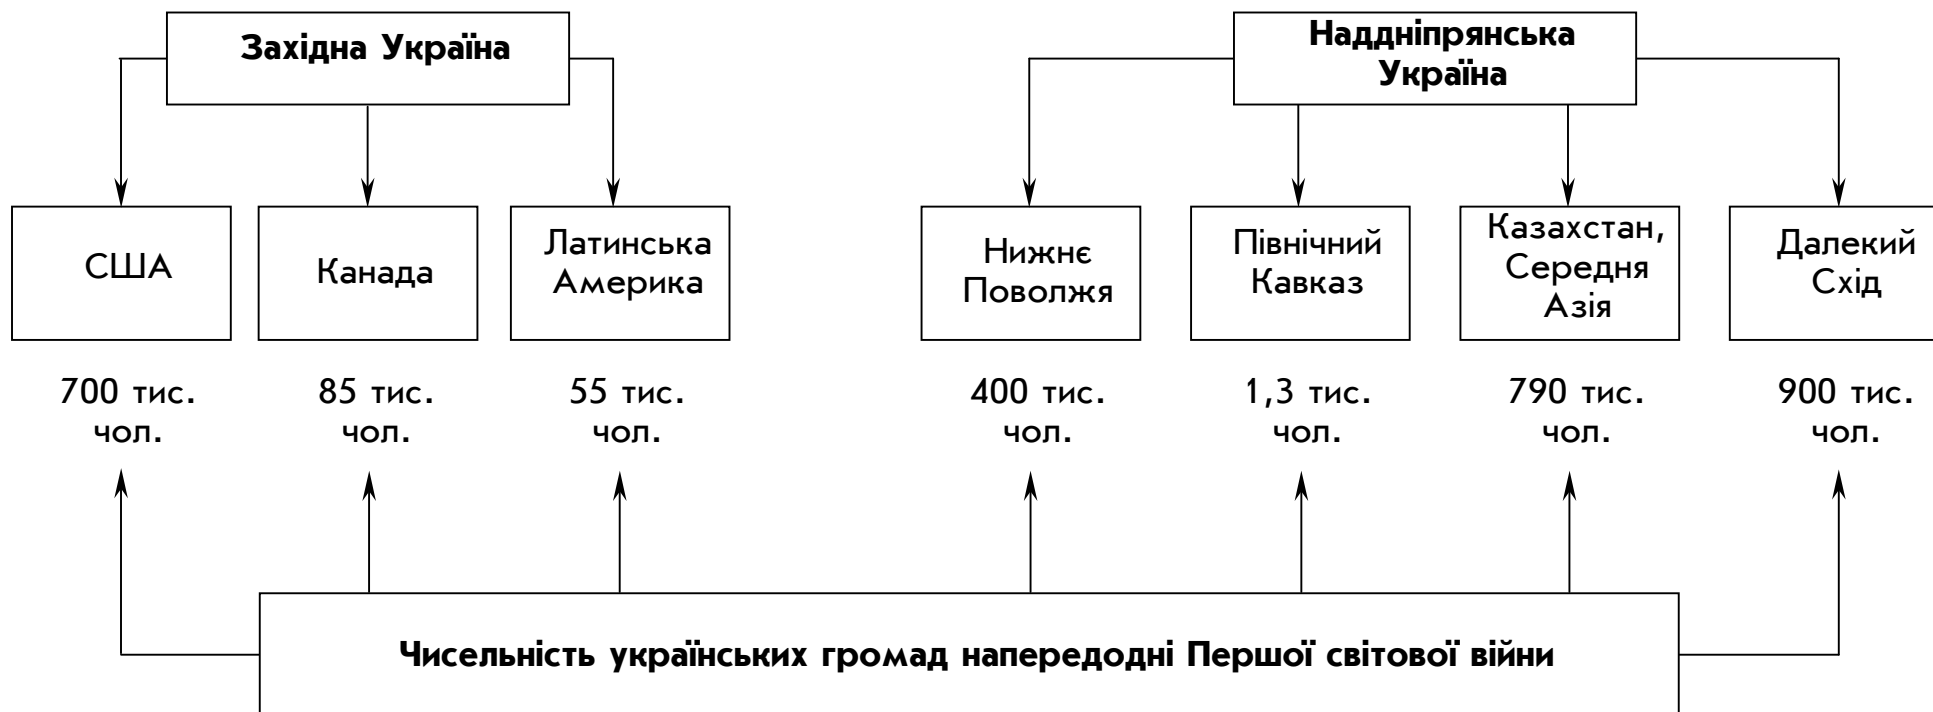 Західна Україна
Наддніпрянська
Україна
США
Канада
Латинська
Америка
Нижнє
Поволжя
Північний
Кавказ
Казахстан,
Середня
Азія
Далекий
Схід
700 тис.
чол.
85 тис.
чол.
55 тис.
чол.
400 тис.
чол.
1,3 тис.
чол.
790 тис.
чол.
900 тис.
чол.
Чисельність українських громад напередодні Першої світової війни